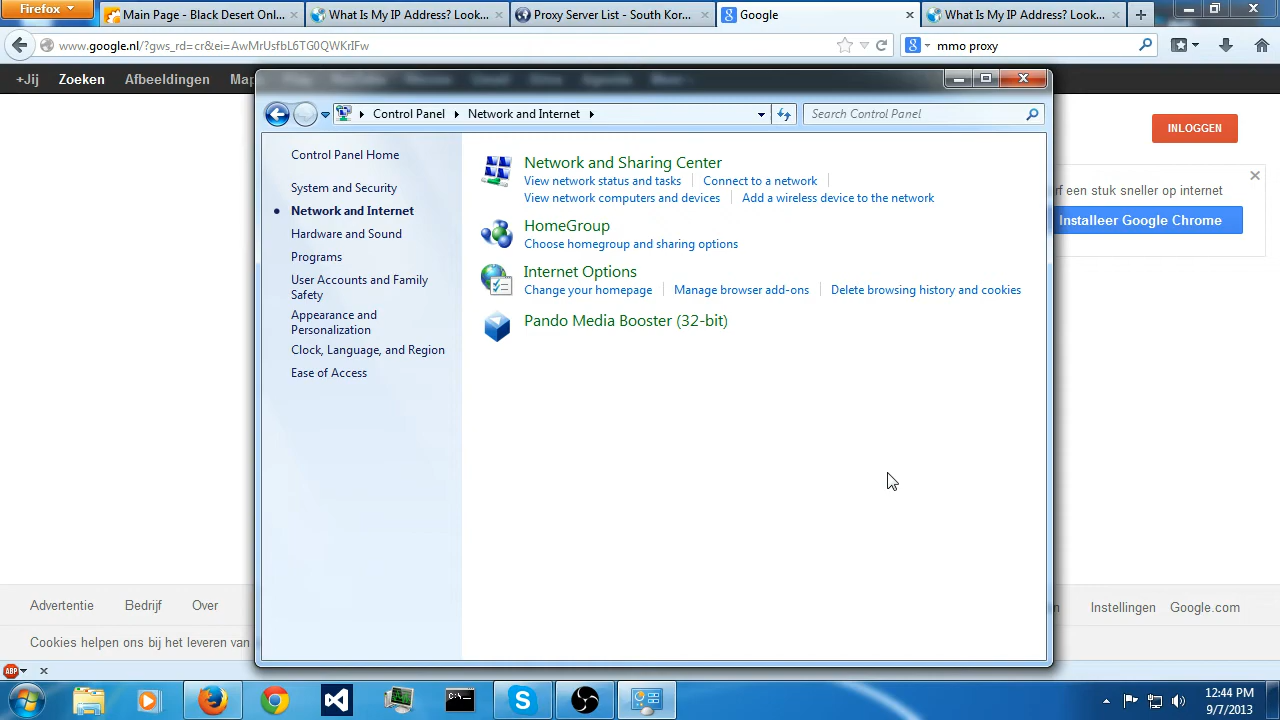 Firefox
Main Page - Black Desert Onl...
What Is My IP Address? Look...
Proxy Server List - South Kor...
Google
What Is My IP Address? Look...
www.google.nl/?gws_rd=cr&ei=AwMrUsfbL6TG0QWKrIFw
mmo proxy
+Jij Zoeken Afbeeldingen Map
INLOGGEN
rf een stuk sneller op internet
Installeer Google Chrome
Control Panel Network and Internet
Search Control Panel
Control Panel Home
System and Security
Network and Internet
Hardware and Sound
Programs
User Accounts and Family
Safety
Appearance and
Personalization
Clock, Language, and Region
Ease of Access
Network and Sharing Center
View network status and tasks Connect to a network
View network computers and devices Add a wireless device to the network
HomeGroup
Choose homegroup and sharing options
Internet Options
Change your homepage Manage browser add-ons Delete browsing history and cookies
Pando Media Booster (32-bit)
Advertentie Bedrijf Over
n Instellingen Google.com
Cookies helpen ons bij het leveren van
ABP
12:44 PM
9/7/2013